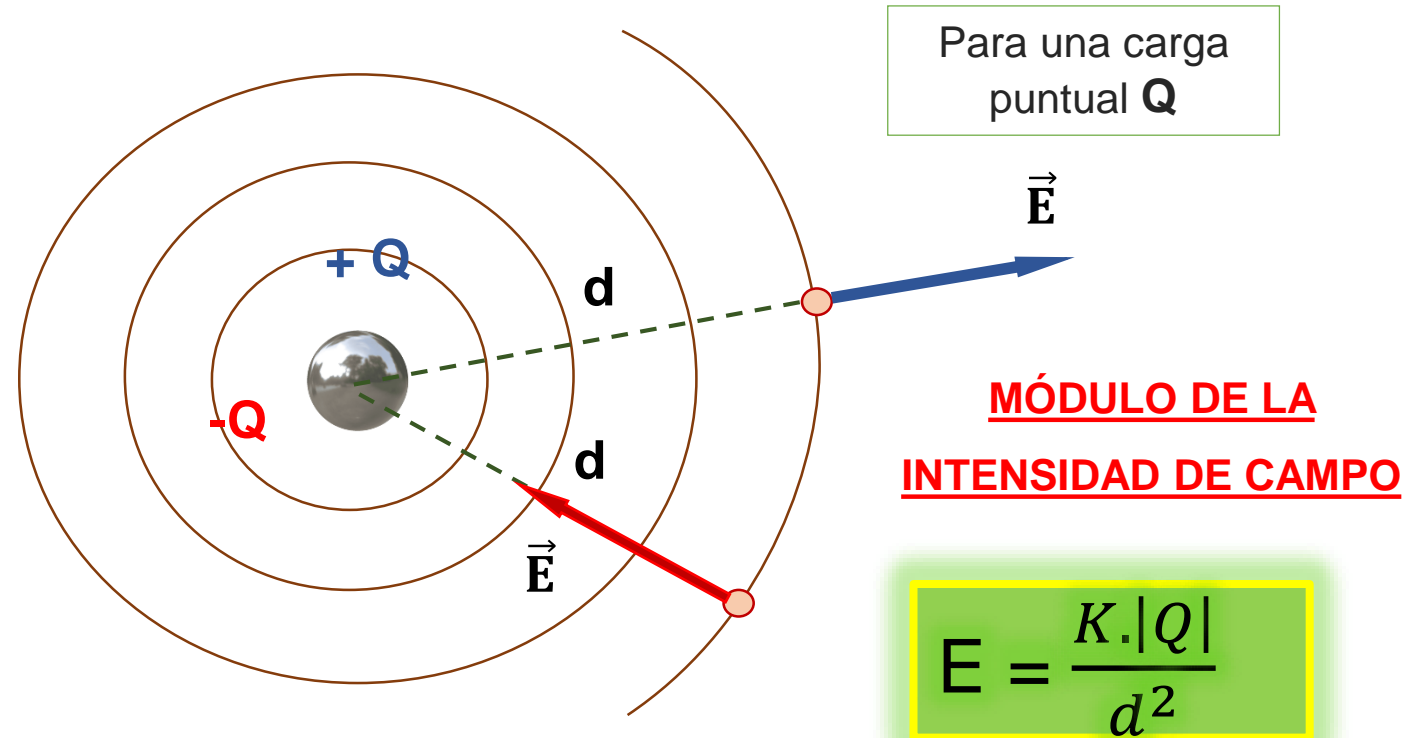 Para una carga
puntual Q
E⃗
+ Q
d
-Q
MÓDULO DE LA
INTENSIDAD DE CAMPO
d
E⃗
E = K.|Q| / d²